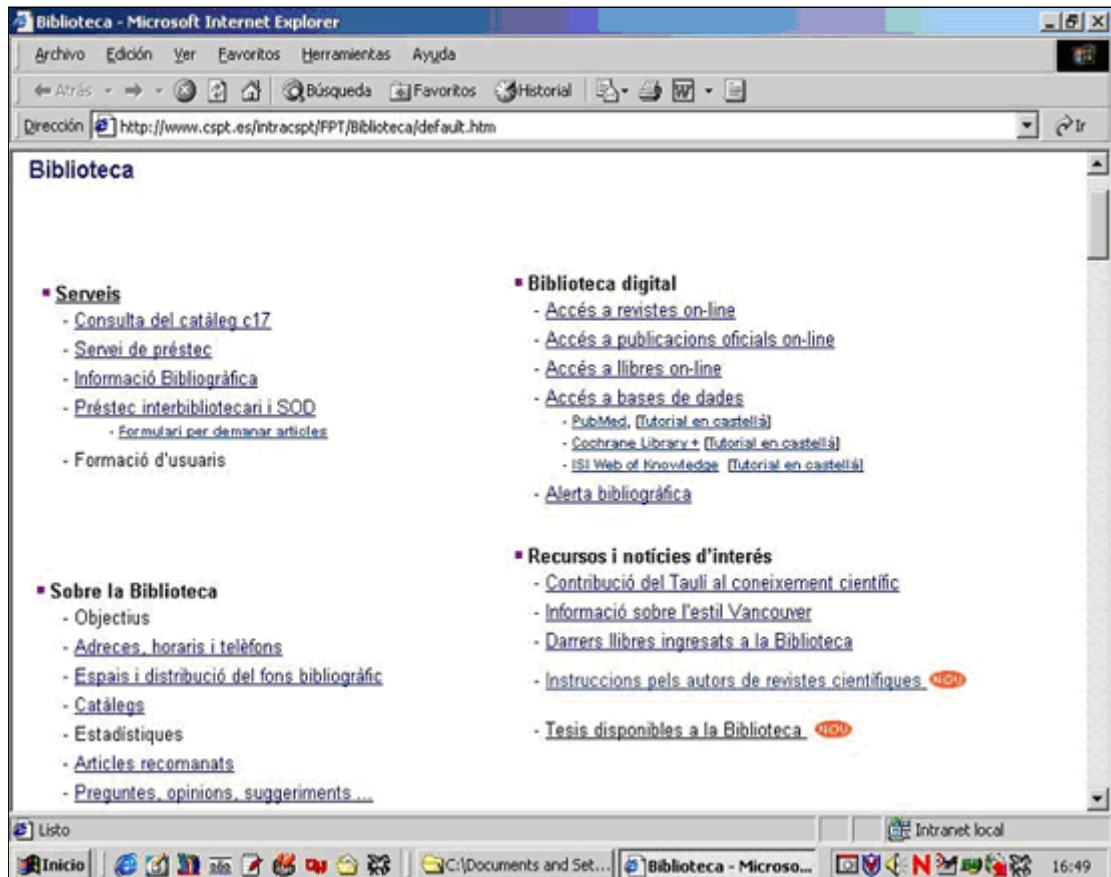 Biblioteca - Microsoft Internet Explorer
Archivo Edición Ver Favoritos Herramientas Ayuda
Atrás Búsqueda Favoritos Historial
Dirección http://www.cspt.es/intracspt/FPT/Biblioteca/default.htm Ir
Biblioteca
Serveis
- Consulta del catàleg c17
- Servei de préstec
- Informació Bibliogràfica
- Préstec interbibliotecari i SOD
- Formulari per demanar articles
- Formació d'usuaris
Sobre la Biblioteca
- Objectius
- Adreces, horaris i telèfons
- Espais i distribució del fons bibliogràfic
- Catàlegs
- Estadístiques
- Articles recomanats
- Preguntes, opinions, suggeriments ...
Biblioteca digital
- Accés a revistes on-line
- Accés a publicacions oficials on-line
- Accés a llibres on-line
- Accés a bases de dades
- PubMed, [Tutorial en castellà]
- Cochrane Library + [Tutorial en castellà]
- ISI Web of Knowledge [Tutorial en castellà]
- Alerta bibliogràfica
Recursos i notícies d'interés
- Contribució del Taulí al coneixement científic
- Informació sobre l'estil Vancouver
- Darrers llibres ingresats a la Biblioteca
- Instruccions pels autors de revistes científiques NOU
- Tesis disponibles a la Biblioteca NOU
Listo Intranet local
Inicio C:\Documents and Set... Biblioteca - Microso... 16:49